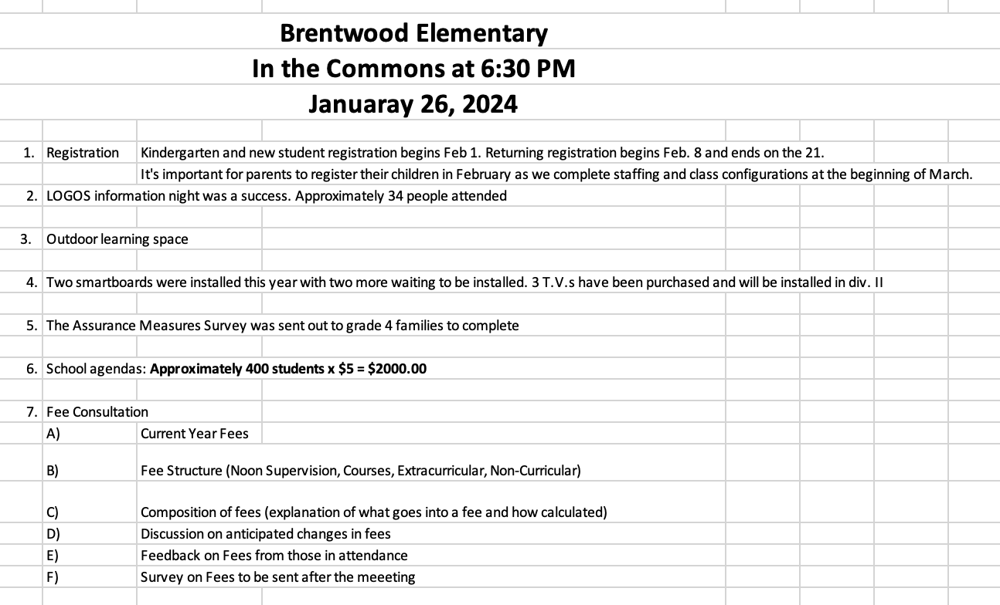 Brentwood Elementary
In the Commons at 6:30 PM
Januaray 26, 2024
1. Registration Kindergarten and new student registration begins Feb 1. Returning registration begins Feb. 8 and ends on the 21.
It's important for parents to register their children in February as we complete staffing and class configurations at the beginning of March.
2. LOGOS information night was a success. Approximately 34 people attended
3. Outdoor learning space
4. Two smartboards were installed this year with two more waiting to be installed. 3 T.V.s have been purchased and will be installed in div. II
5. The Assurance Measures Survey was sent out to grade 4 families to complete
6. School agendas: Approximately 400 students x $5 = $2000.00
7. Fee Consultation
A) Current Year Fees
B) Fee Structure (Noon Supervision, Courses, Extracurricular, Non-Curricular)
C) Composition of fees (explanation of what goes into a fee and how calculated)
D) Discussion on anticipated changes in fees
E) Feedback on Fees from those in attendance
F) Survey on Fees to be sent after the meeeting